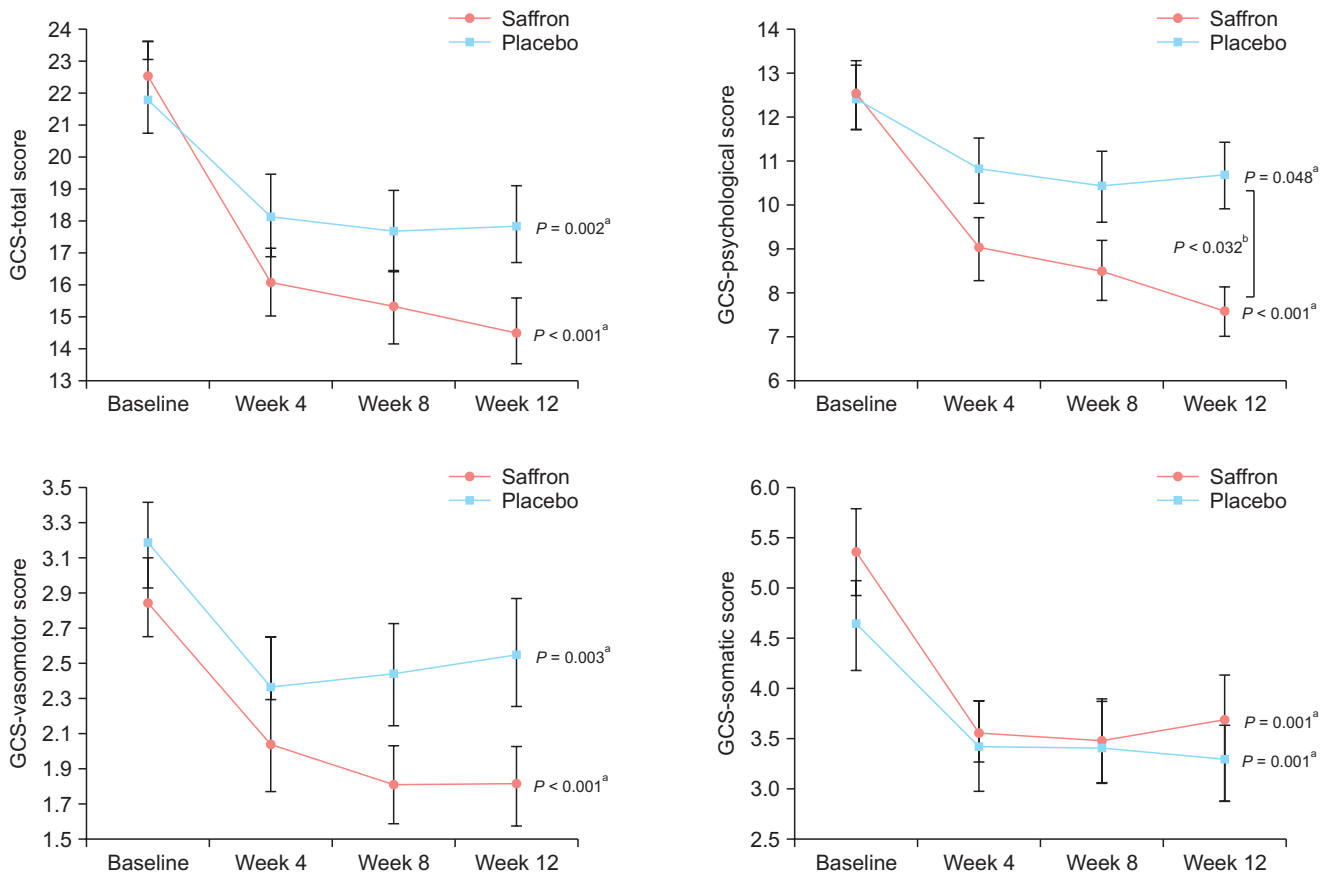 Saffron
Placebo
GCS-total score
24
23
22
21
20
19
18
17
16
15
14
13
P = 0.002a
P < 0.001a
Baseline Week 4 Week 8 Week 12
Saffron
Placebo
GCS-psychological score
14
13
12
11
10
9
8
7
6
P = 0.048a
P < 0.032b
P < 0.001a
Baseline Week 4 Week 8 Week 12
Saffron
Placebo
GCS-vasomotor score
3.5
3.3
3.1
2.9
2.7
2.5
2.3
2.1
1.9
1.7
1.5
P = 0.003a
P < 0.001a
Baseline Week 4 Week 8 Week 12
Saffron
Placebo
GCS-somatic score
6.0
5.5
5.0
4.5
4.0
3.5
3.0
2.5
P = 0.001a
P = 0.001a
Baseline Week 4 Week 8 Week 12